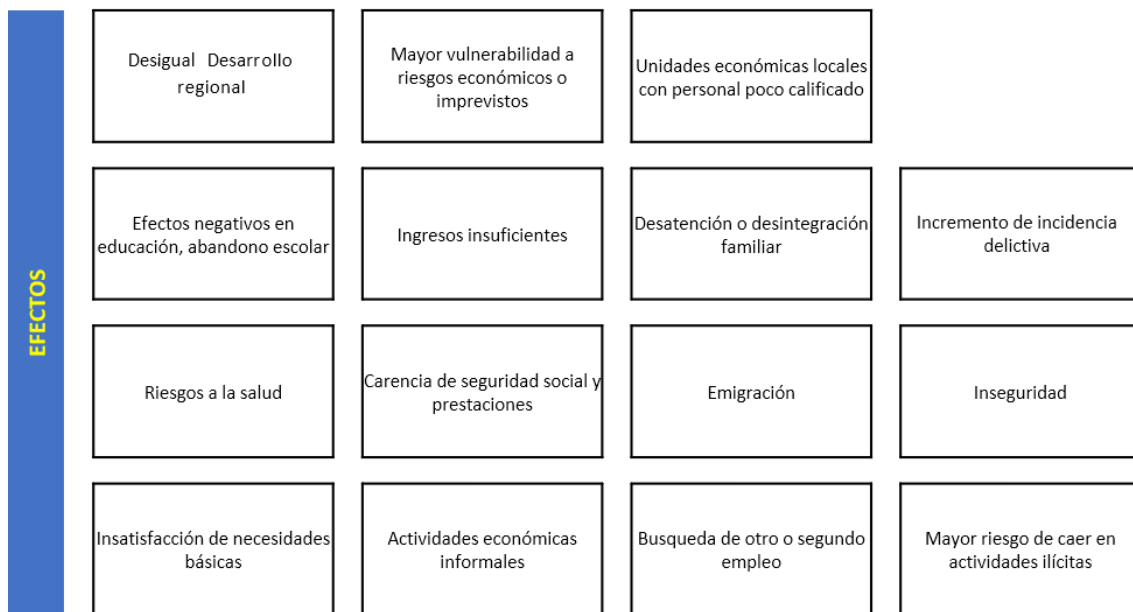 EFECTOS
Desigual Desarrollo
regional
Mayor vulnerabilidad a
riesgos económicos o
imprevistos
Unidades económicas locales
con personal poco calificado
Efectos negativos en
educación, abandono escolar
Ingresos insuficientes
Desatención o desintegración
familiar
Incremento de incidencia
delictiva
Riesgos a la salud
Carencia de seguridad social y
prestaciones
Emigración
Inseguridad
Insatisfacción de necesidades
básicas
Actividades económicas
informales
Busqueda de otro o segundo
empleo
Mayor riesgo de caer en
actividades ilícitas